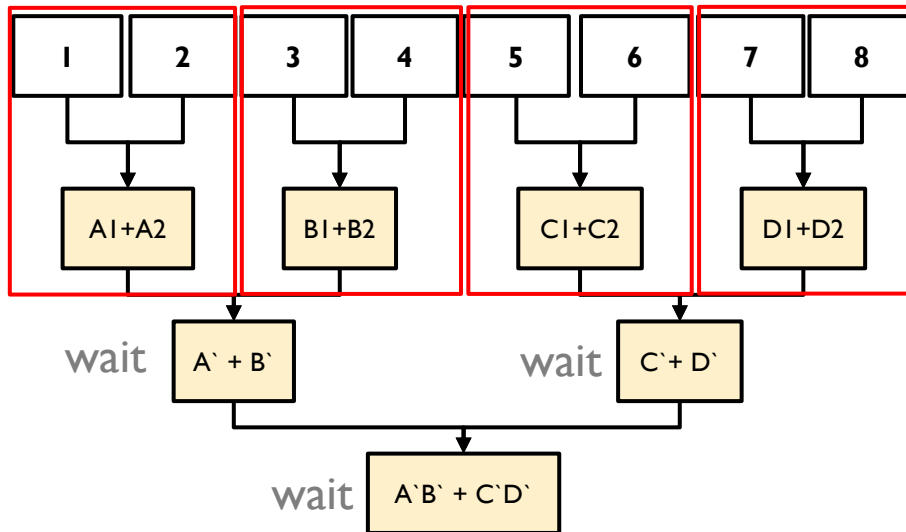 1 2 3 4 5 6 7 8
A1+A2 B1+B2 C1+C2 D1+D2
wait A` + B` wait C`+ D`
wait A`B` + C`D`